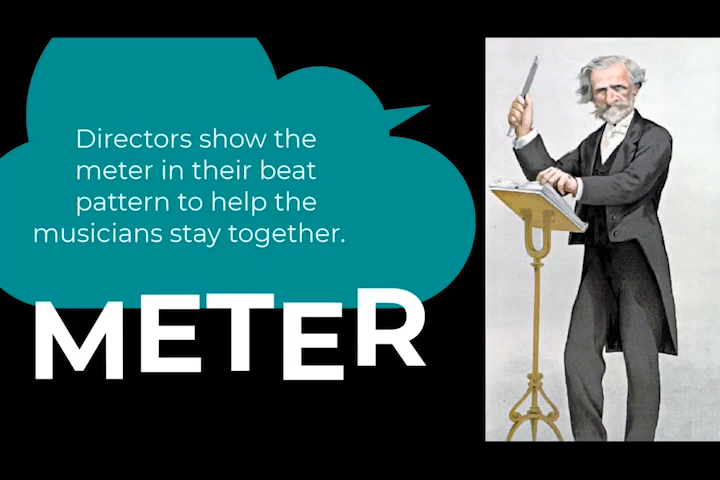 Directors show the
meter in their beat
pattern to help the
musicians stay together.
METER